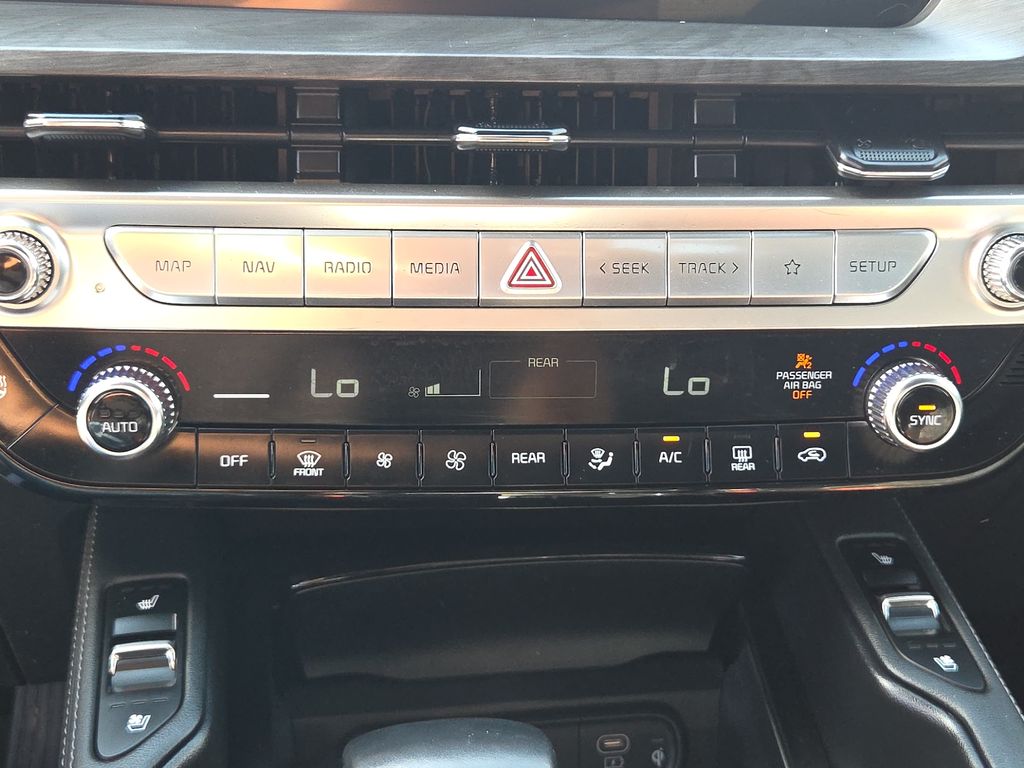 MAP NAV RADIO MEDIA < SEEK TRACK > SETUP
REAR
Lo Lo
PASSENGER
AIR BAG
OFF
2
AUTO
SYNC
OFF
FRONT
REAR
A/C
REAR